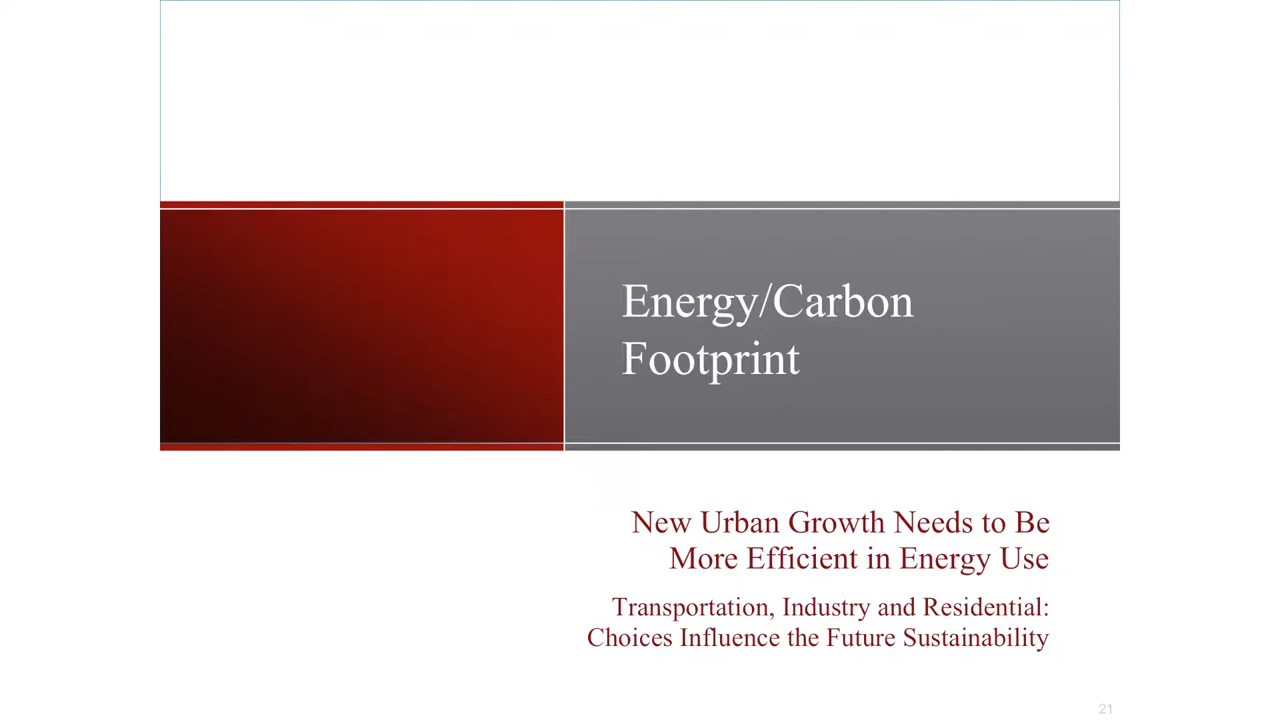 Energy/Carbon
Footprint
New Urban Growth Needs to Be
More Efficient in Energy Use
Transportation, Industry and Residential:
Choices Influence the Future Sustainability
21